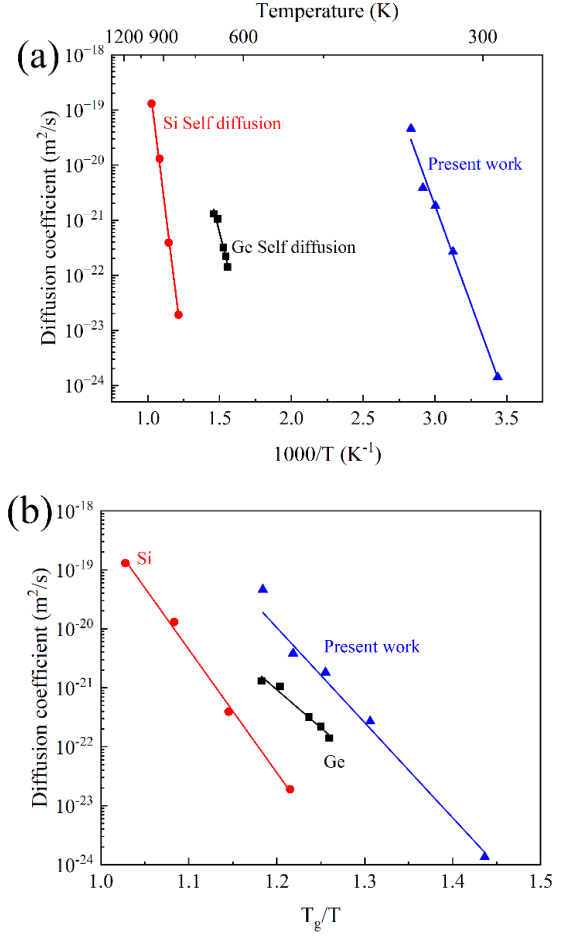 Temperature (K)
1200 900 600 300
(a)
10⁻¹⁸
10⁻¹⁹
Si Self diffusion
10⁻²⁰
Present work
10⁻²¹
Ge Self diffusion
10⁻²²
10⁻²³
10⁻²⁴
Diffusion coefficient (m²/s)
1.0 1.5 2.0 2.5 3.0 3.5
1000/T (K⁻¹)
(b)
10⁻¹⁸
Si
10⁻¹⁹
10⁻²⁰
Present work
10⁻²¹
Ge
10⁻²²
10⁻²³
10⁻²⁴
Diffusion coefficient (m²/s)
1.0 1.1 1.2 1.3 1.4 1.5
T_g/T